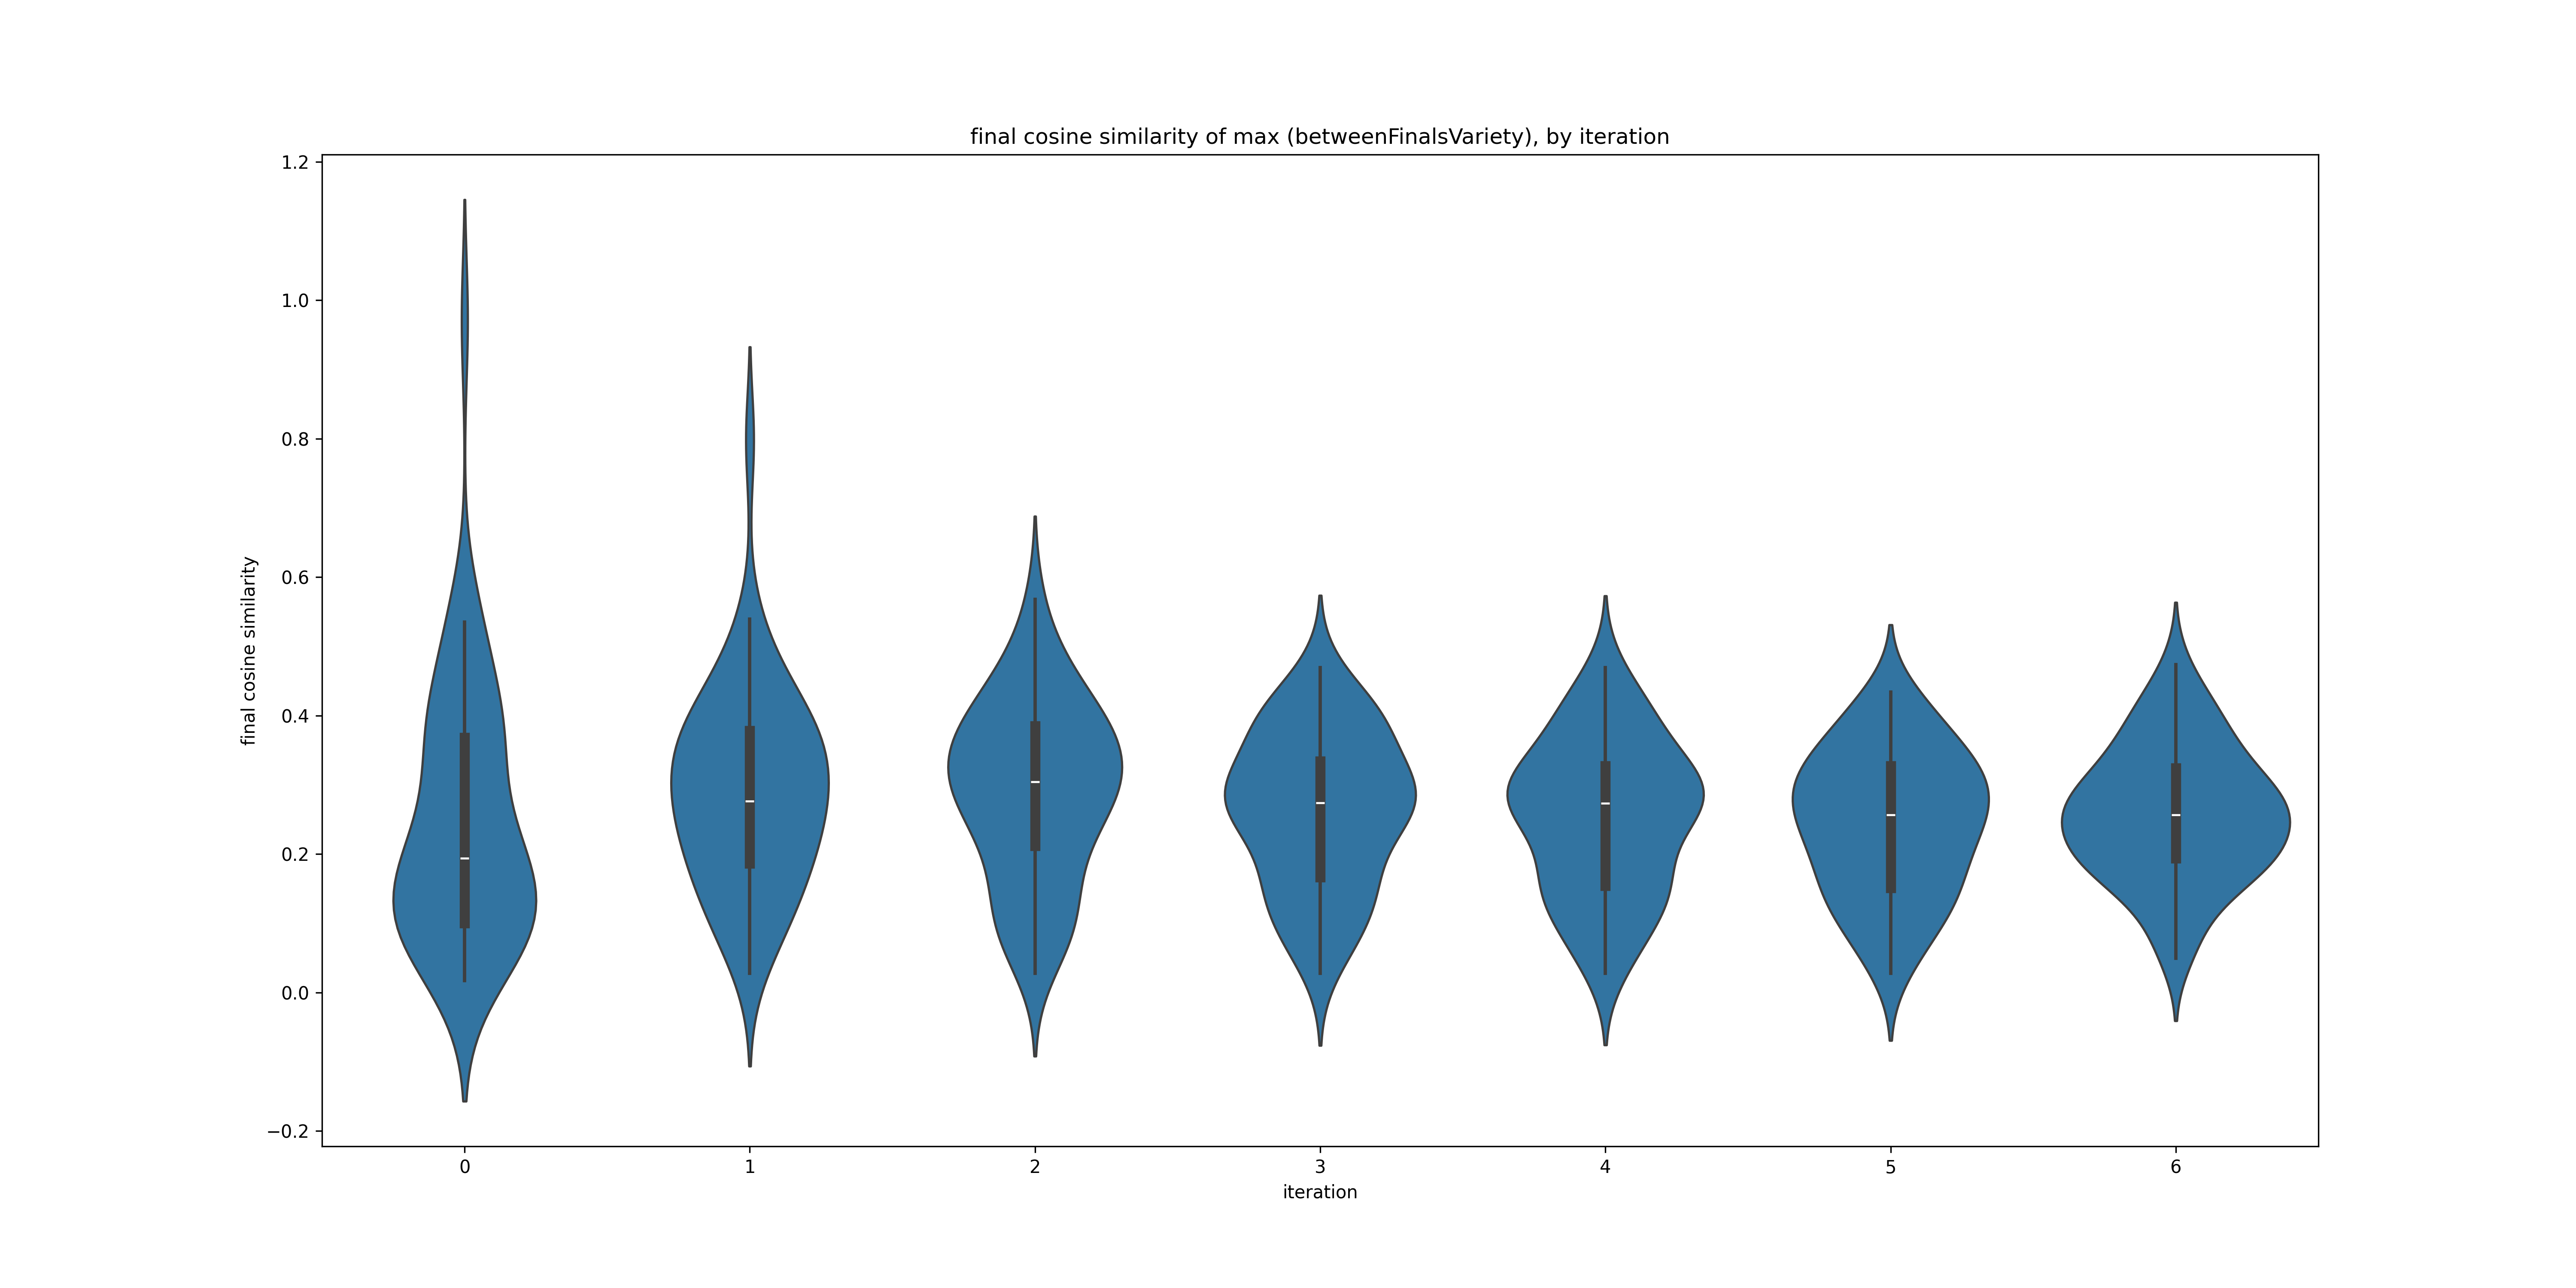 final cosine similarity of max (betweenFinalsVariety), by iteration
1.2
1.0
0.8
0.6
0.4
0.2
0.0
−0.2
final cosine similarity
0 1 2 3 4 5 6
iteration